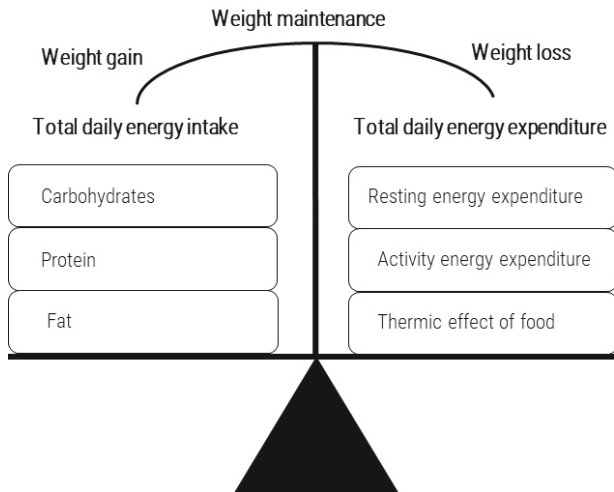 Weight maintenance
Weight gain
Weight loss
Total daily energy intake
Total daily energy expenditure
Carbohydrates
Resting energy expenditure
Protein
Activity energy expenditure
Fat
Thermic effect of food